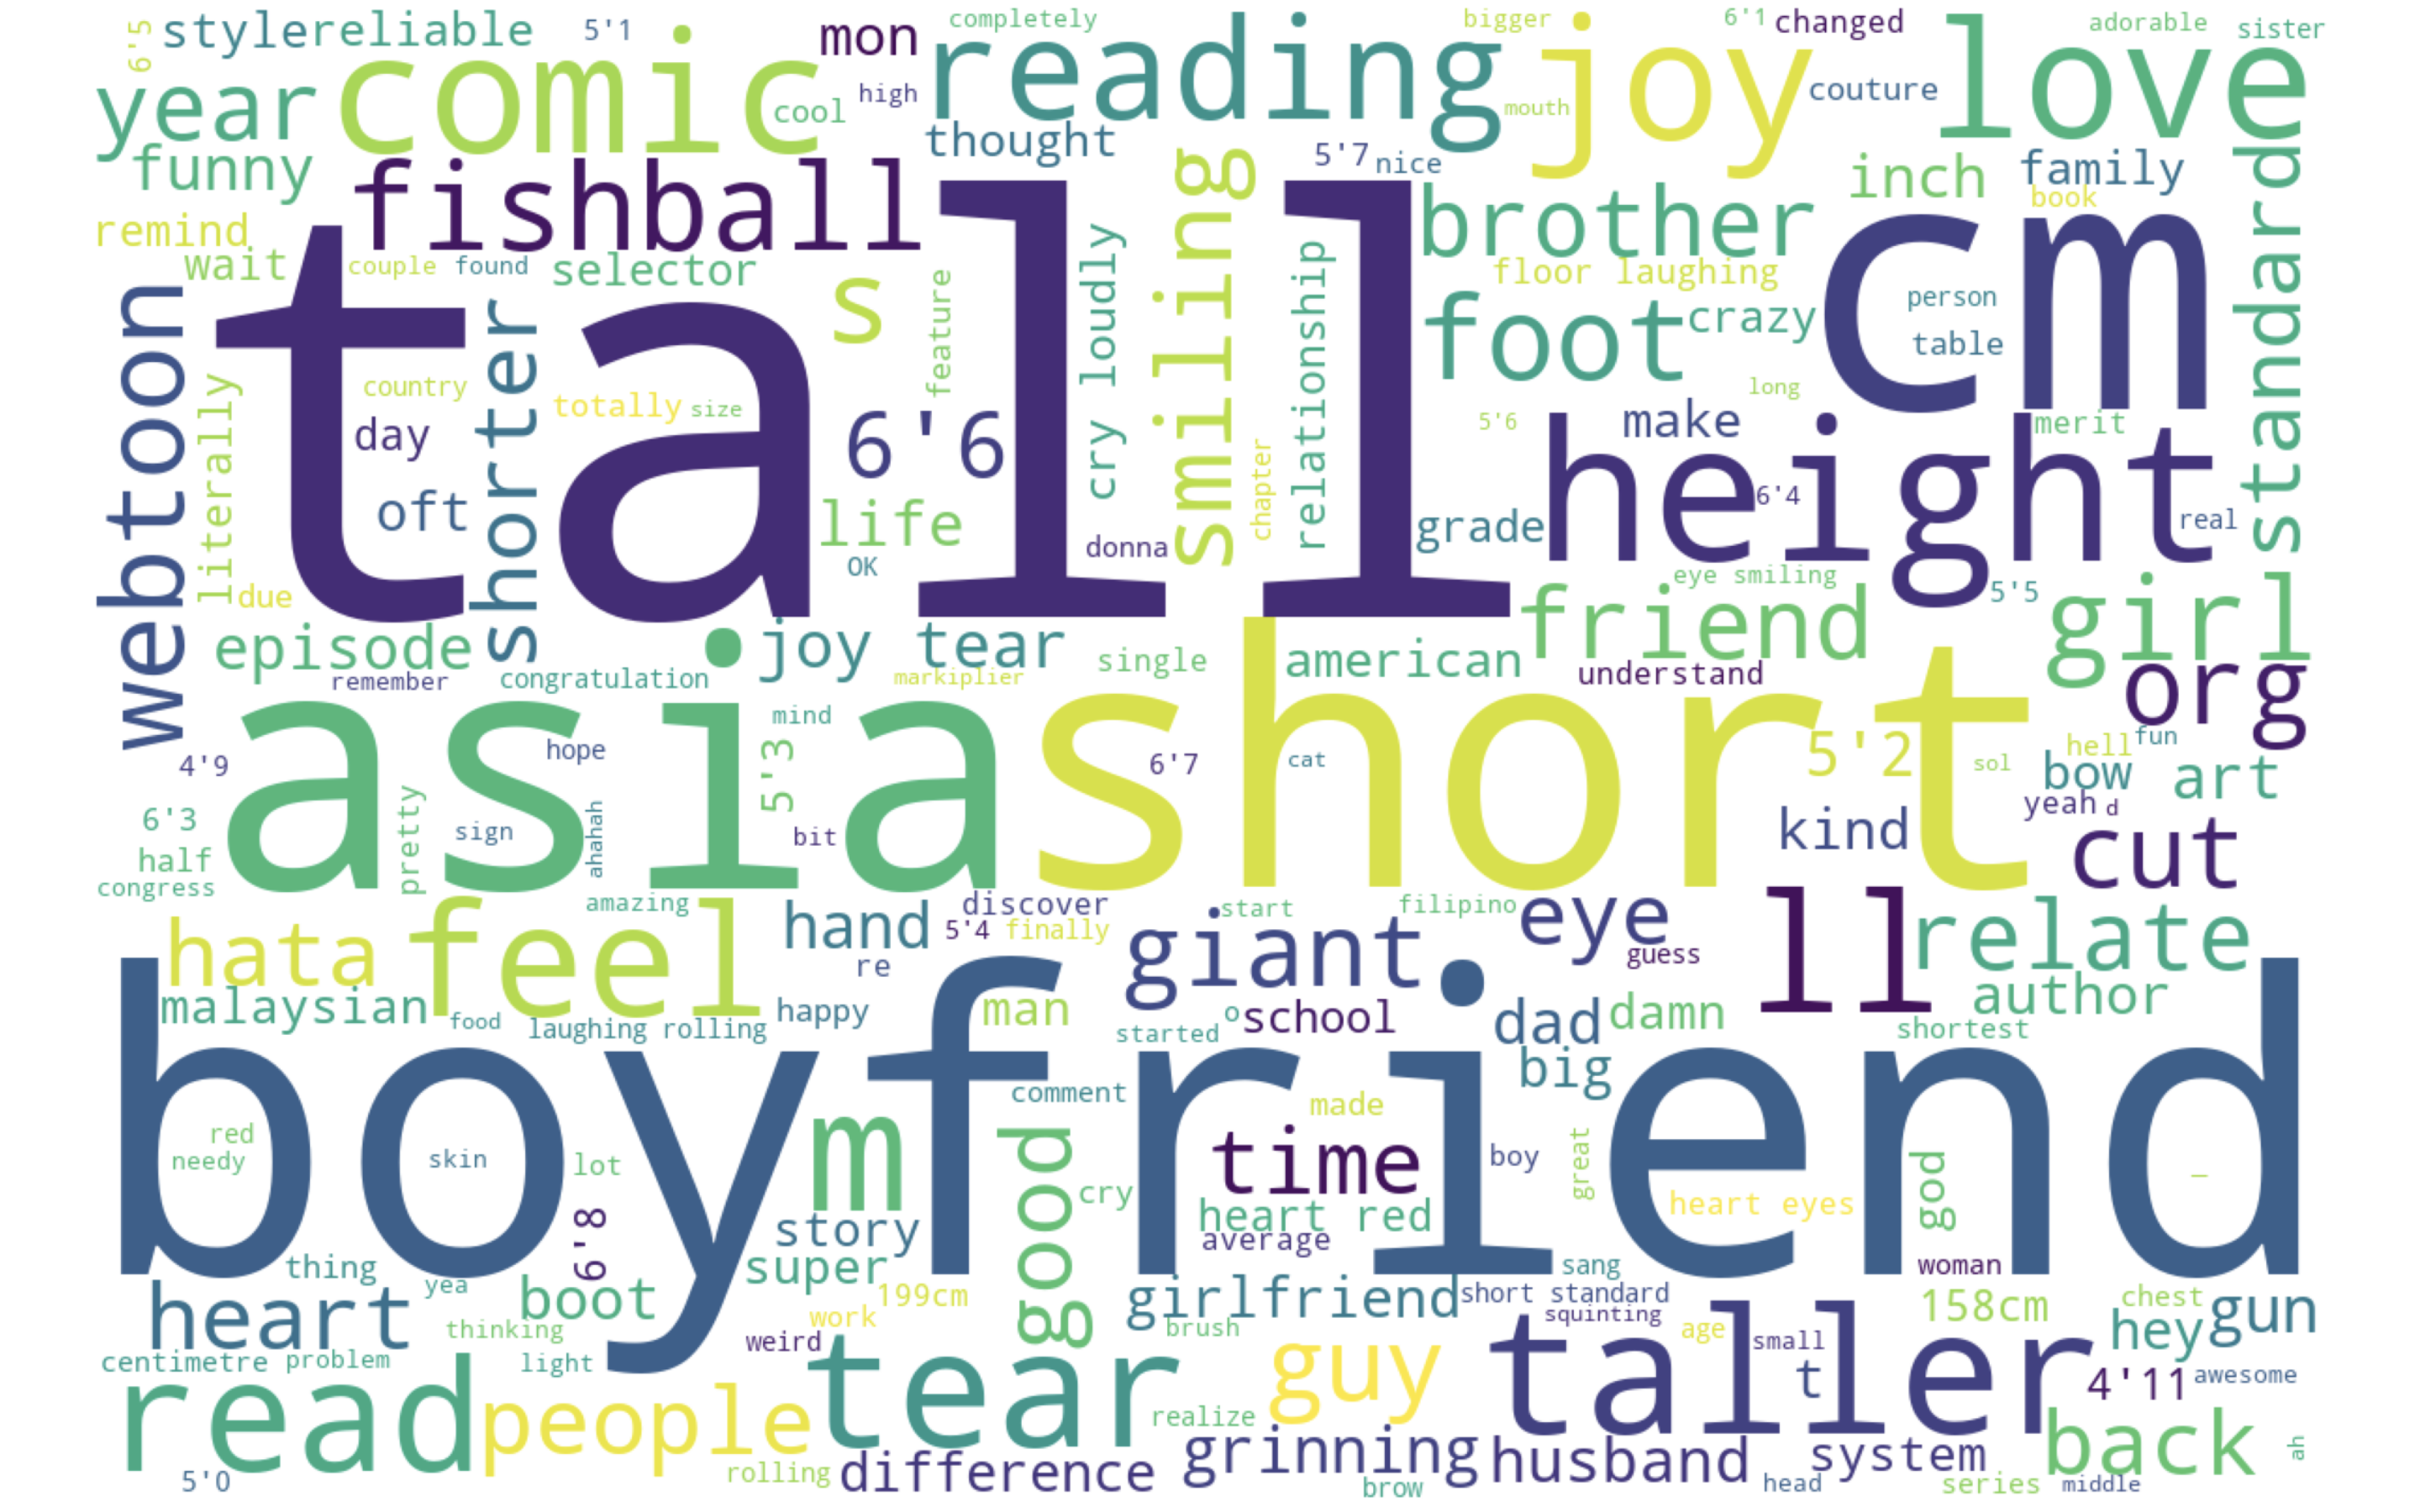 6'5 style reliable 5'1 mon completely reading bigger joy 6'1 changed love adorable sister
year comic cool high thought mouth couture
funny fishball smiling 5'7 nice brother inch family book standard
remind wait couple found selector s feature cry loudly relationship floor laughing cm
webtoon tall shorter foot crazy person table
literally country totally size 6'6 5'6 long make merit
day oft life chapter grade height 6'4 real
due OK donna eye smiling 5'5
episode joy tear single american friend girl
remember congratulation markiplier understand org
asia mind short 5'2 hell fun
4'9 hope 5'3 6'7 cat sol bow art
6'3 pretty sign ahahah bit kind yeah d
half cut
congress amazing discover start filipino ll
hata feel hand 5'4 finally giant eye relate
re guess
malaysian food laughing rolling happy man started o school dad damn author shortest
boyfriend comment big
red needy skin lot m good made time boy great god heart eyes _
cry heart red
6'8 story average
thing super sang woman
heart yea boot 199cm work girlfriend short standard squinting 158cm chest gun
thinking weird brush age small hey
centimetre problem light tear guy taller t 4'11 awesome
read people realize back
5'0 rolling difference grinning husband system ah
brow head series middle